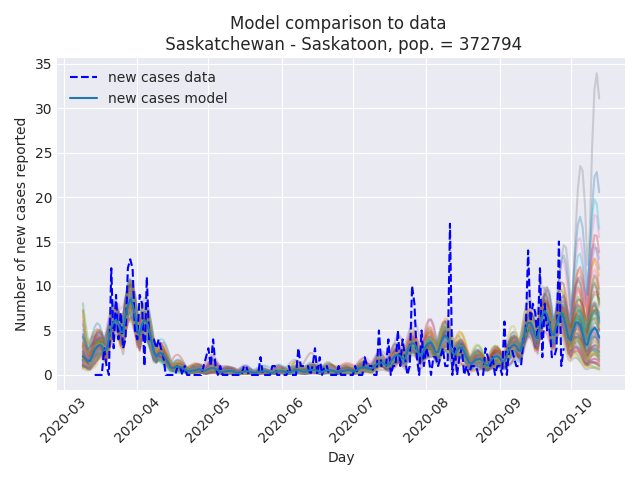 Model comparison to data
Saskatchewan - Saskatoon, pop. = 372794
new cases data
new cases model
Number of new cases reported
35
30
25
20
15
10
5
0
2020-03
2020-04
2020-05
2020-06
2020-07
2020-08
2020-09
2020-10
Day